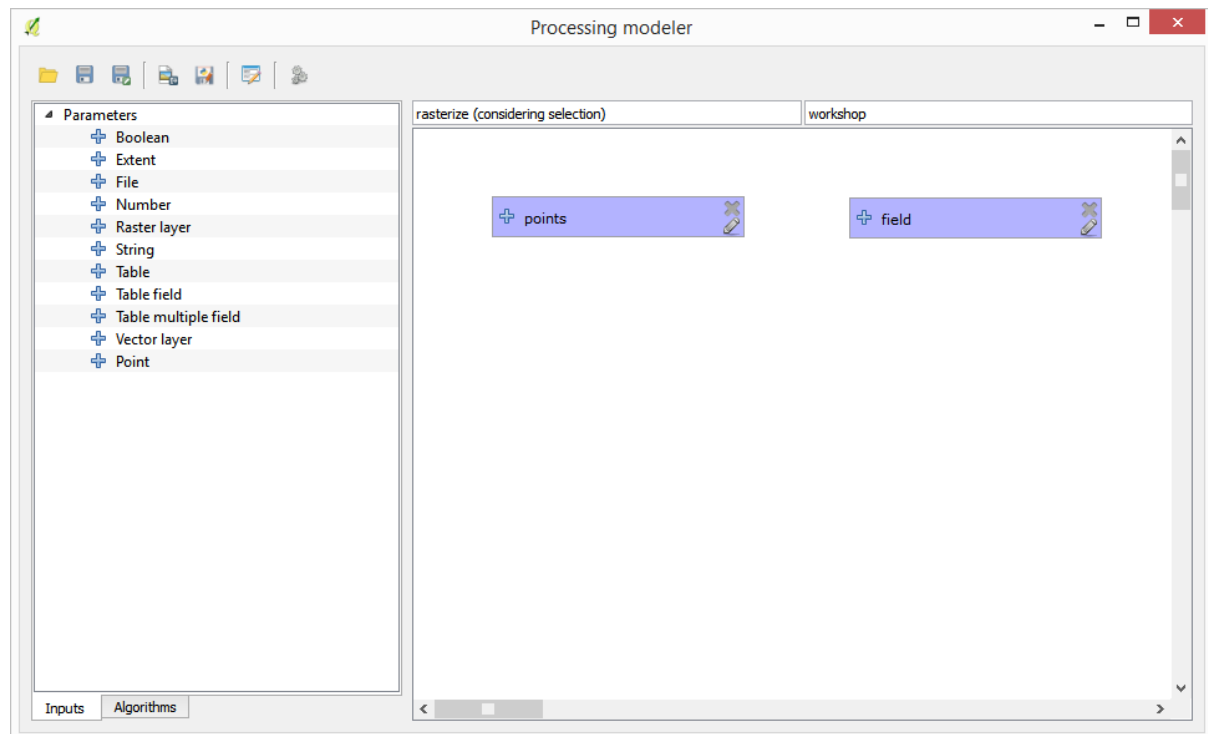 Processing modeler
Parameters
Boolean
Extent
File
Number
Raster layer
String
Table
Table field
Table multiple field
Vector layer
Point
Inputs
Algorithms
rasterize (considering selection)
workshop
points
field